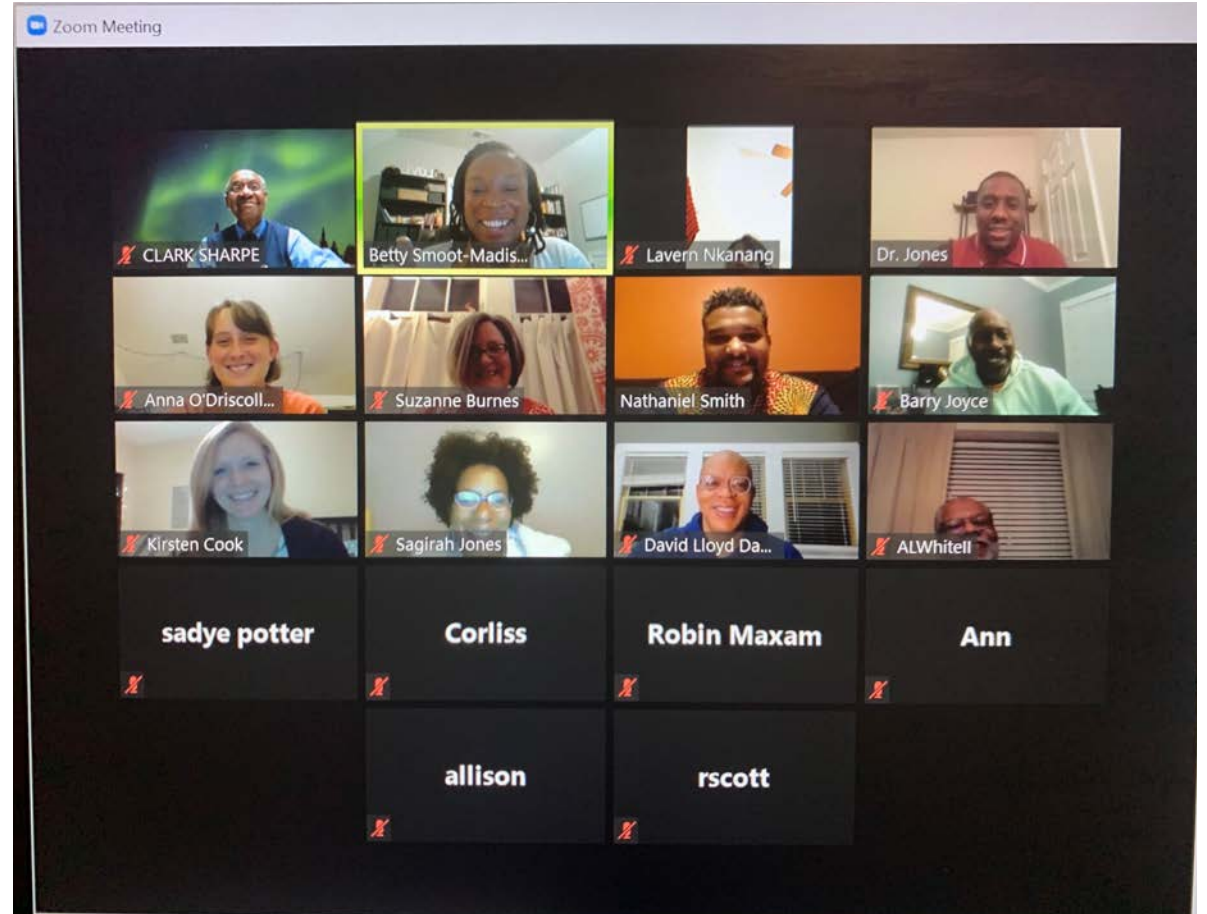 Zoom Meeting
CLARK SHARPE
Betty Smoot-Madis...
Lavern Nkanang
Dr. Jones
Anna O'Driscoll...
Suzanne Burnes
Nathaniel Smith
Barry Joyce
Kirsten Cook
Sagirah Jones
David Lloyd Da...
ALWhitell
sadye potter
Corliss
Robin Maxam
Ann
allison
rscott